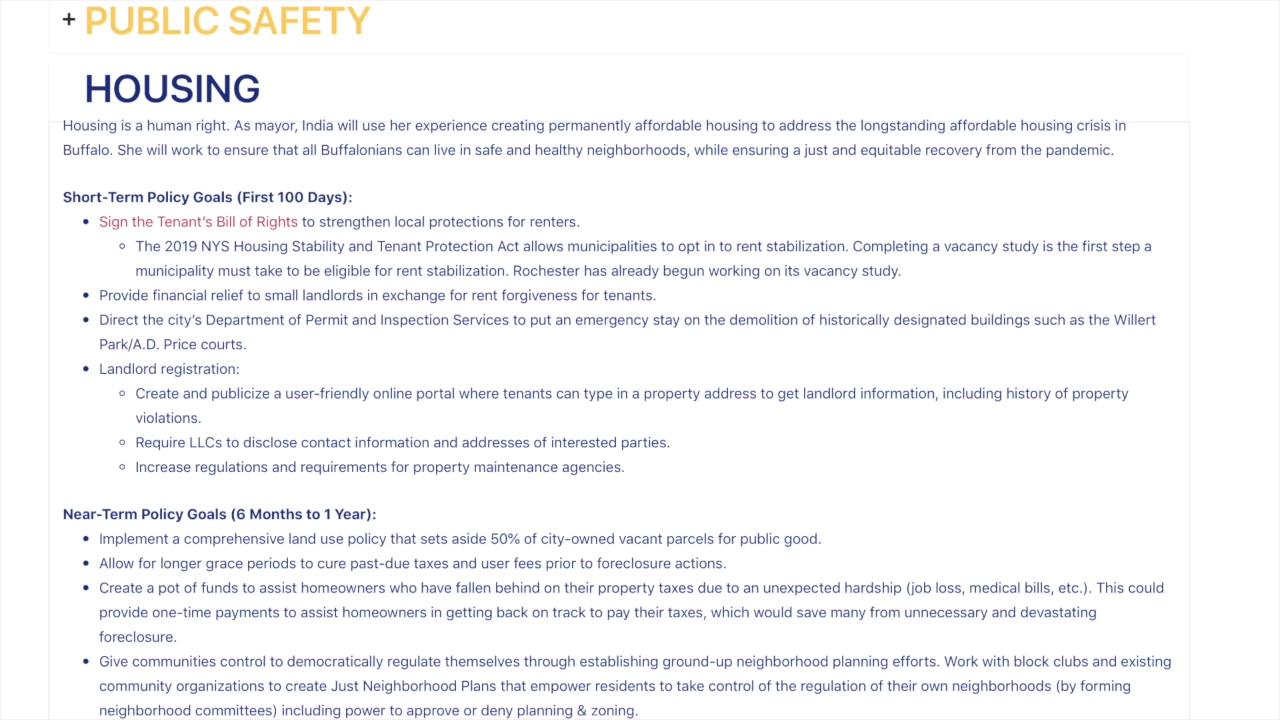 + PUBLIC SAFETY
HOUSING
Housing is a human right. As mayor, India will use her experience creating permanently affordable housing to address the longstanding affordable housing crisis in
Buffalo. She will work to ensure that all Buffalonians can live in safe and healthy neighborhoods, while ensuring a just and equitable recovery from the pandemic.
Short-Term Policy Goals (First 100 Days):
• Sign the Tenant's Bill of Rights to strengthen local protections for renters.
◦ The 2019 NYS Housing Stability and Tenant Protection Act allows municipalities to opt in to rent stabilization. Completing a vacancy study is the first step a
municipality must take to be eligible for rent stabilization. Rochester has already begun working on its vacancy study.
• Provide financial relief to small landlords in exchange for rent forgiveness for tenants.
• Direct the city's Department of Permit and Inspection Services to put an emergency stay on the demolition of historically designated buildings such as the Willert
Park/A.D. Price courts.
• Landlord registration:
◦ Create and publicize a user-friendly online portal where tenants can type in a property address to get landlord information, including history of property
violations.
◦ Require LLCs to disclose contact information and addresses of interested parties.
◦ Increase regulations and requirements for property maintenance agencies.
Near-Term Policy Goals (6 Months to 1 Year):
• Implement a comprehensive land use policy that sets aside 50% of city-owned vacant parcels for public good.
• Allow for longer grace periods to cure past-due taxes and user fees prior to foreclosure actions.
• Create a pot of funds to assist homeowners who have fallen behind on their property taxes due to an unexpected hardship (job loss, medical bills, etc.). This could
provide one-time payments to assist homeowners in getting back on track to pay their taxes, which would save many from unnecessary and devastating
foreclosure.
• Give communities control to democratically regulate themselves through establishing ground-up neighborhood planning efforts. Work with block clubs and existing
community organizations to create Just Neighborhood Plans that empower residents to take control of the regulation of their own neighborhoods (by forming
neighborhood committees) including power to approve or deny planning & zoning.